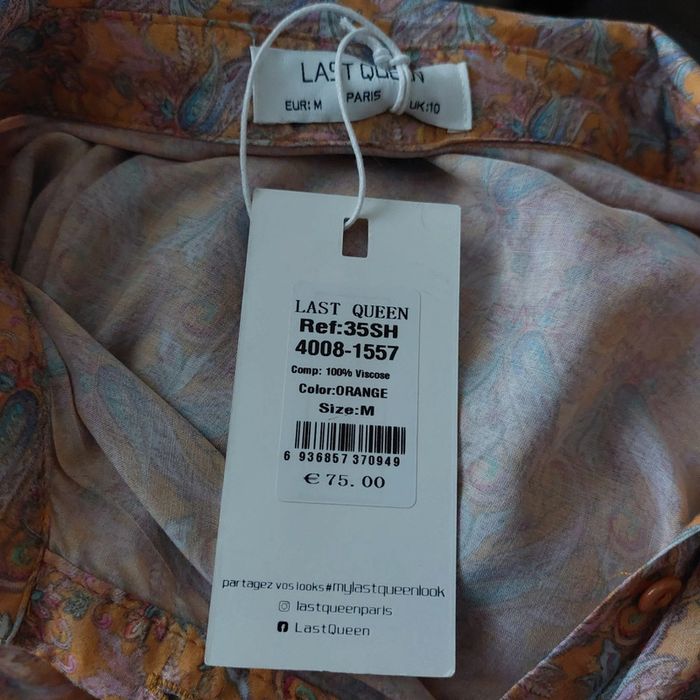 LAST QUEEN
EUR: M PARIS UK:10
LAST QUEEN
Ref:35SH
4008-1557
Comp: 100% Viscose
Color:ORANGE
Size:M
6 936857 370949
€ 75.00
partagez vos looks#mylastqueenlook
lastqueenparis
LastQueen